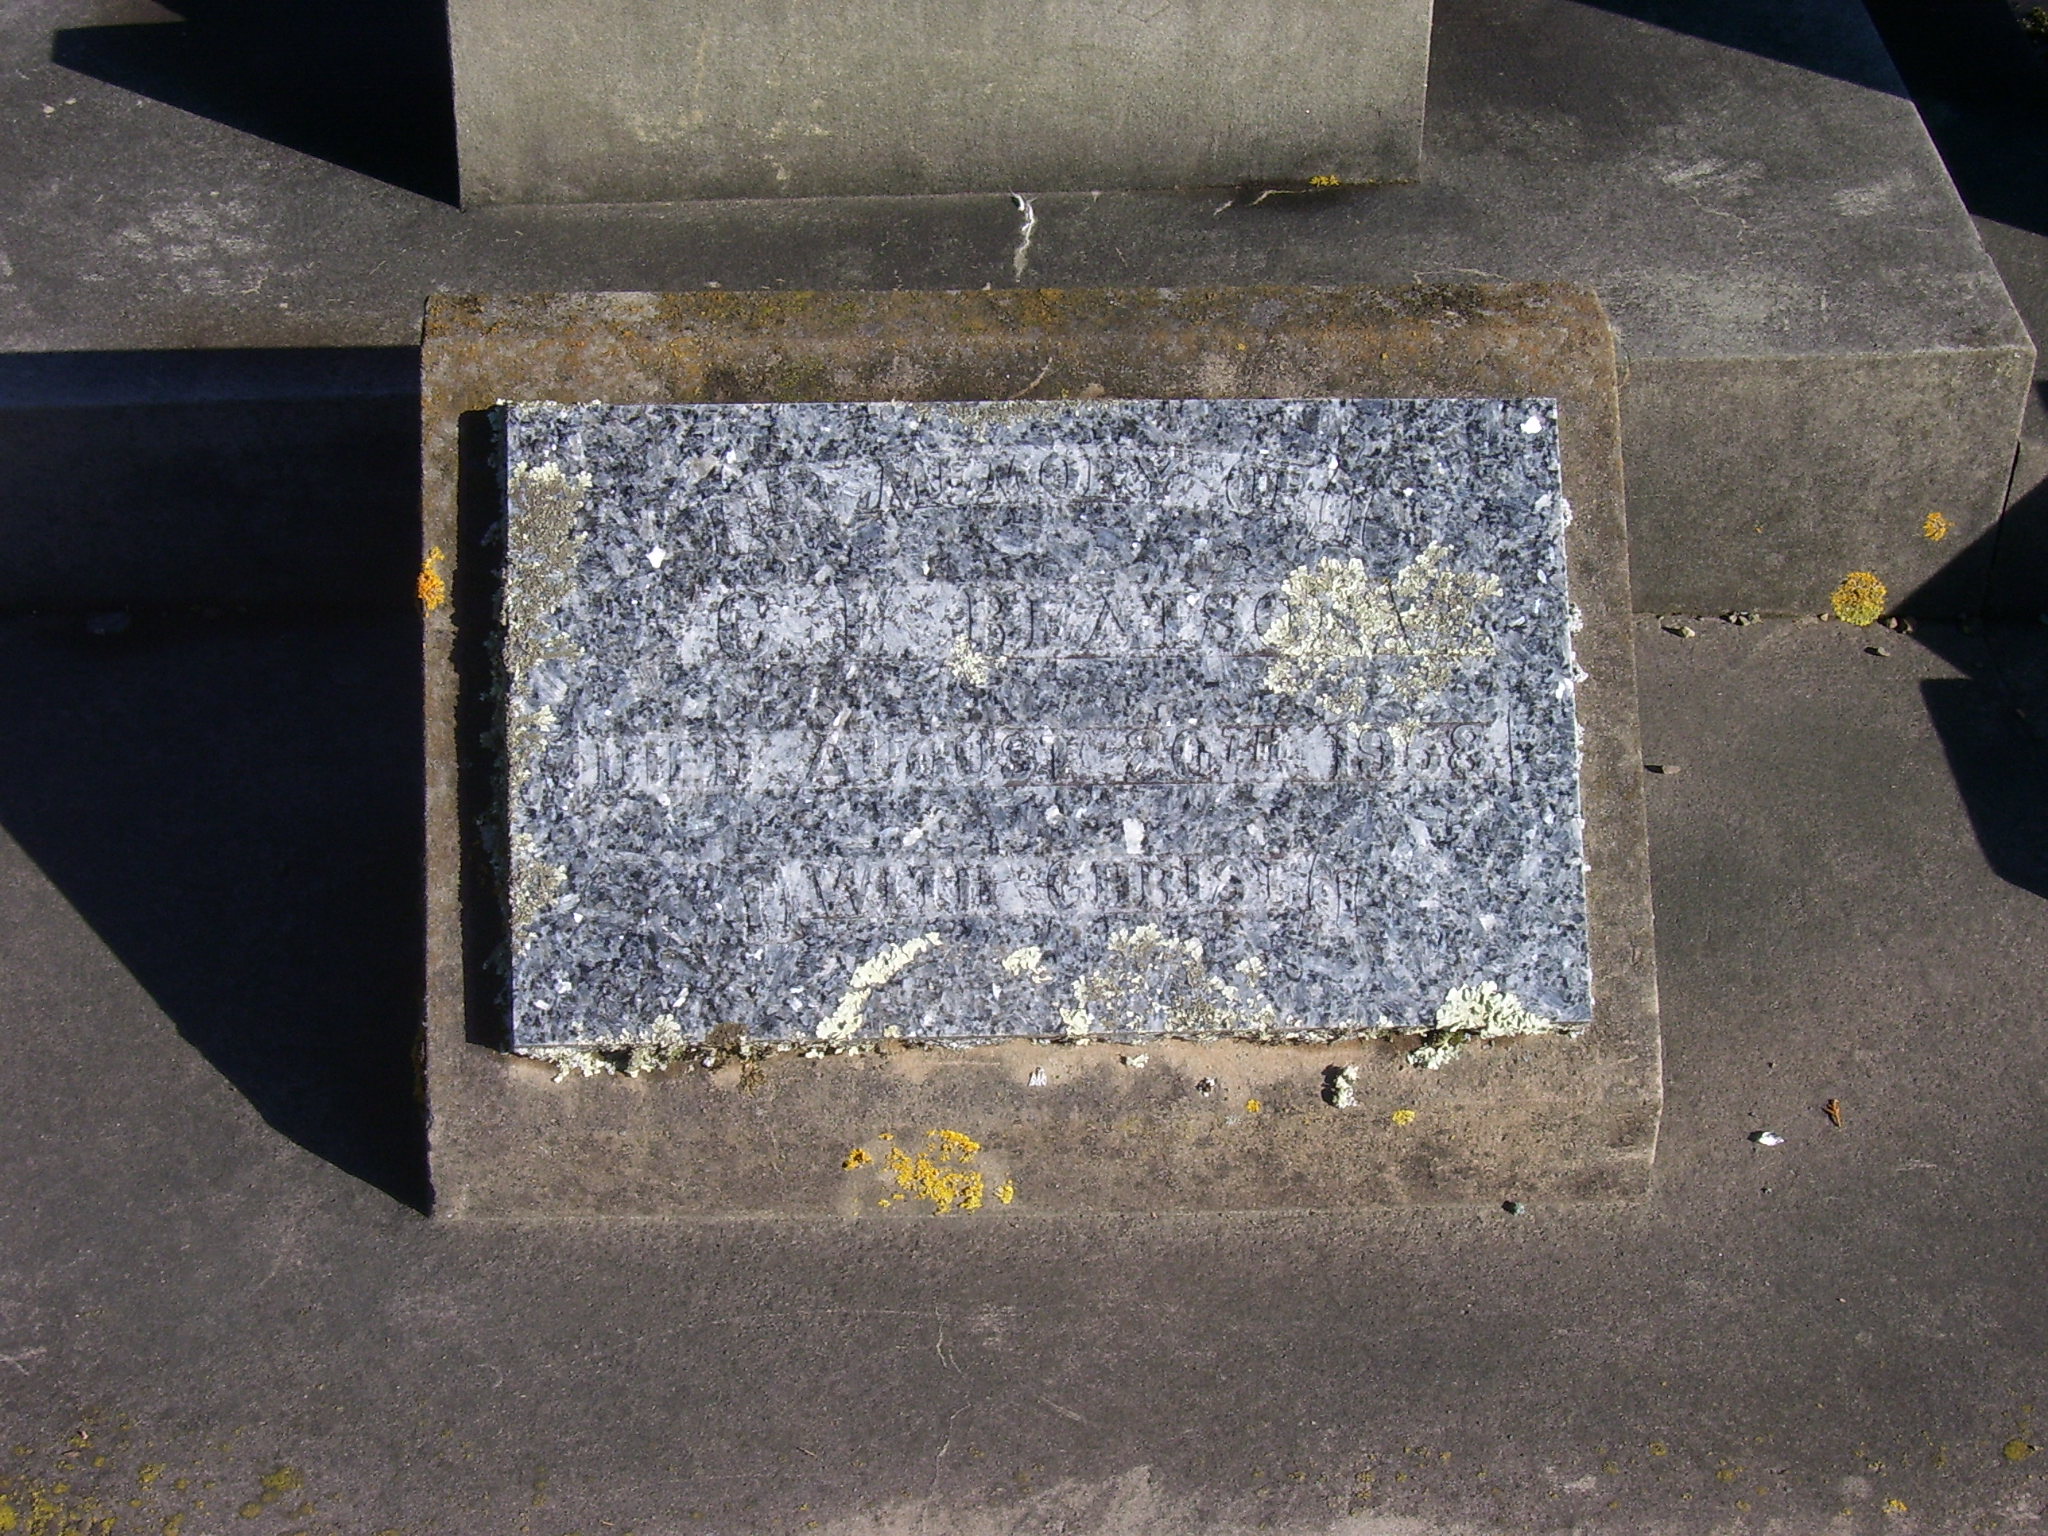 IN MEMORY OF
C. K. BEATSON
DIED AUGUST 26TH 1968
WITH CHRIST